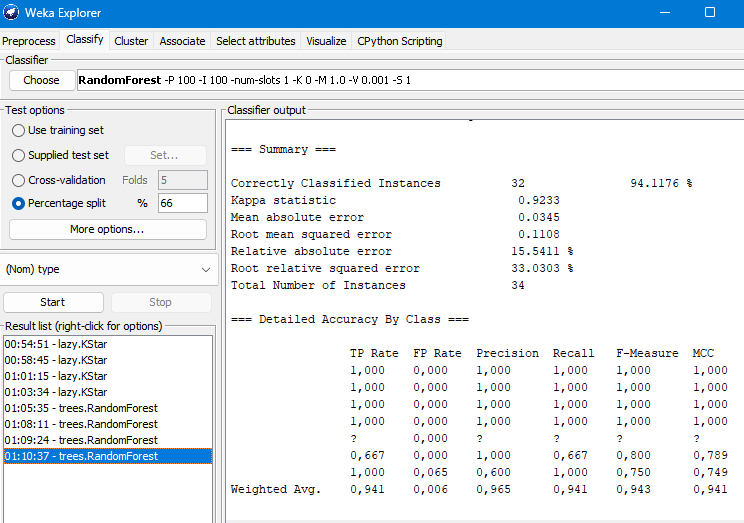 Weka Explorer
Preprocess Classify Cluster Associate Select attributes Visualize CPython Scripting
Classifier
Choose RandomForest -P 100 -I 100 -num-slots 1 -K 0 -M 1.0 -V 0.001 -S 1
Test options
Use training set
Supplied test set Set...
Cross-validation Folds 5
Percentage split % 66
More options...
(Nom) type
Start Stop
Result list (right-click for options)
00:54:51 - lazy.KStar
00:58:45 - lazy.KStar
01:01:15 - lazy.KStar
01:03:34 - lazy.KStar
01:05:35 - trees.RandomForest
01:08:11 - trees.RandomForest
01:09:24 - trees.RandomForest
01:10:37 - trees.RandomForest
Classifier output
=== Summary ===
Correctly Classified Instances 32 94.1176 %
Kappa statistic 0.9233
Mean absolute error 0.0345
Root mean squared error 0.1108
Relative absolute error 15.5411 %
Root relative squared error 33.0303 %
Total Number of Instances 34
=== Detailed Accuracy By Class ===
TP Rate FP Rate Precision Recall F-Measure MCC
1,000 0,000 1,000 1,000 1,000 1,000
1,000 0,000 1,000 1,000 1,000 1,000
1,000 0,000 1,000 1,000 1,000 1,000
1,000 0,000 1,000 1,000 1,000 1,000
? 0,000 ? ? ? ?
0,667 0,000 1,000 0,667 0,800 0,789
1,000 0,065 0,600 1,000 0,750 0,749
Weighted Avg. 0,941 0,006 0,965 0,941 0,943 0,941